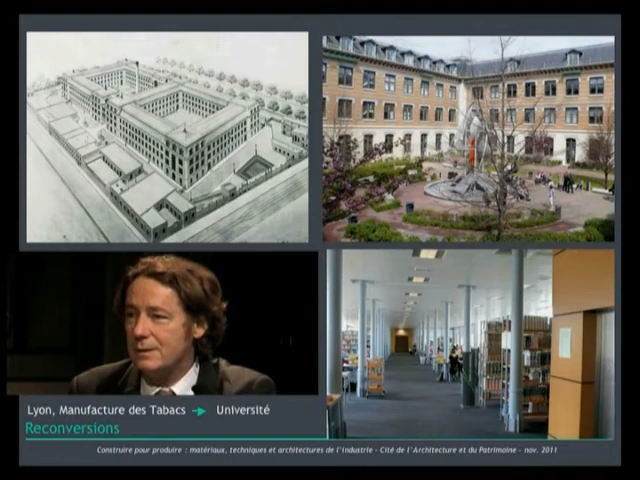 Lyon, Manufacture des Tabacs → Université
Reconversions
Construire pour produire : matériaux, techniques et architectures de l'industrie - Cité de l'Architecture et du Patrimoine - nov. 2011